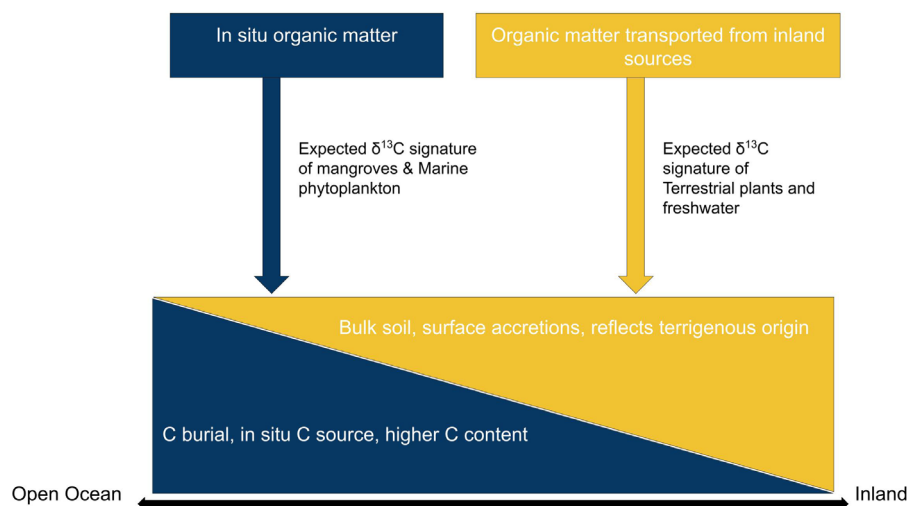 In situ organic matter
Organic matter transported from inland
sources
Expected δ¹³C signature
of mangroves & Marine
phytoplankton
Expected δ¹³C
signature of
Terrestrial plants and
freshwater
Bulk soil, surface accretions, reflects terrigenous origin
C burial, in situ C source, higher C content
Open Ocean
Inland